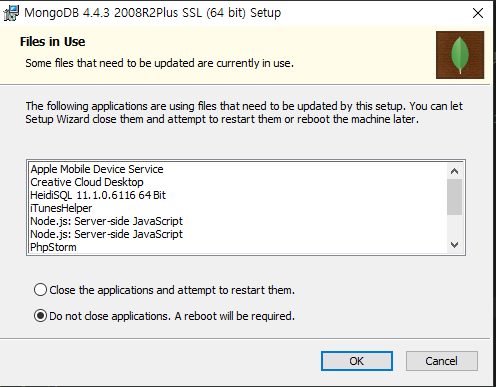 MongoDB 4.4.3 2008R2Plus SSL (64 bit) Setup
Files in Use
Some files that need to be updated are currently in use.
The following applications are using files that need to be updated by this setup. You can let
Setup Wizard close them and attempt to restart them or reboot the machine later.
Apple Mobile Device Service
Creative Cloud Desktop
HeidiSQL 11.1.0.6116 64 Bit
iTunesHelper
Node.js: Server-side JavaScript
Node.js: Server-side JavaScript
PhpStorm
Close the applications and attempt to restart them.
Do not close applications. A reboot will be required.
OK
Cancel